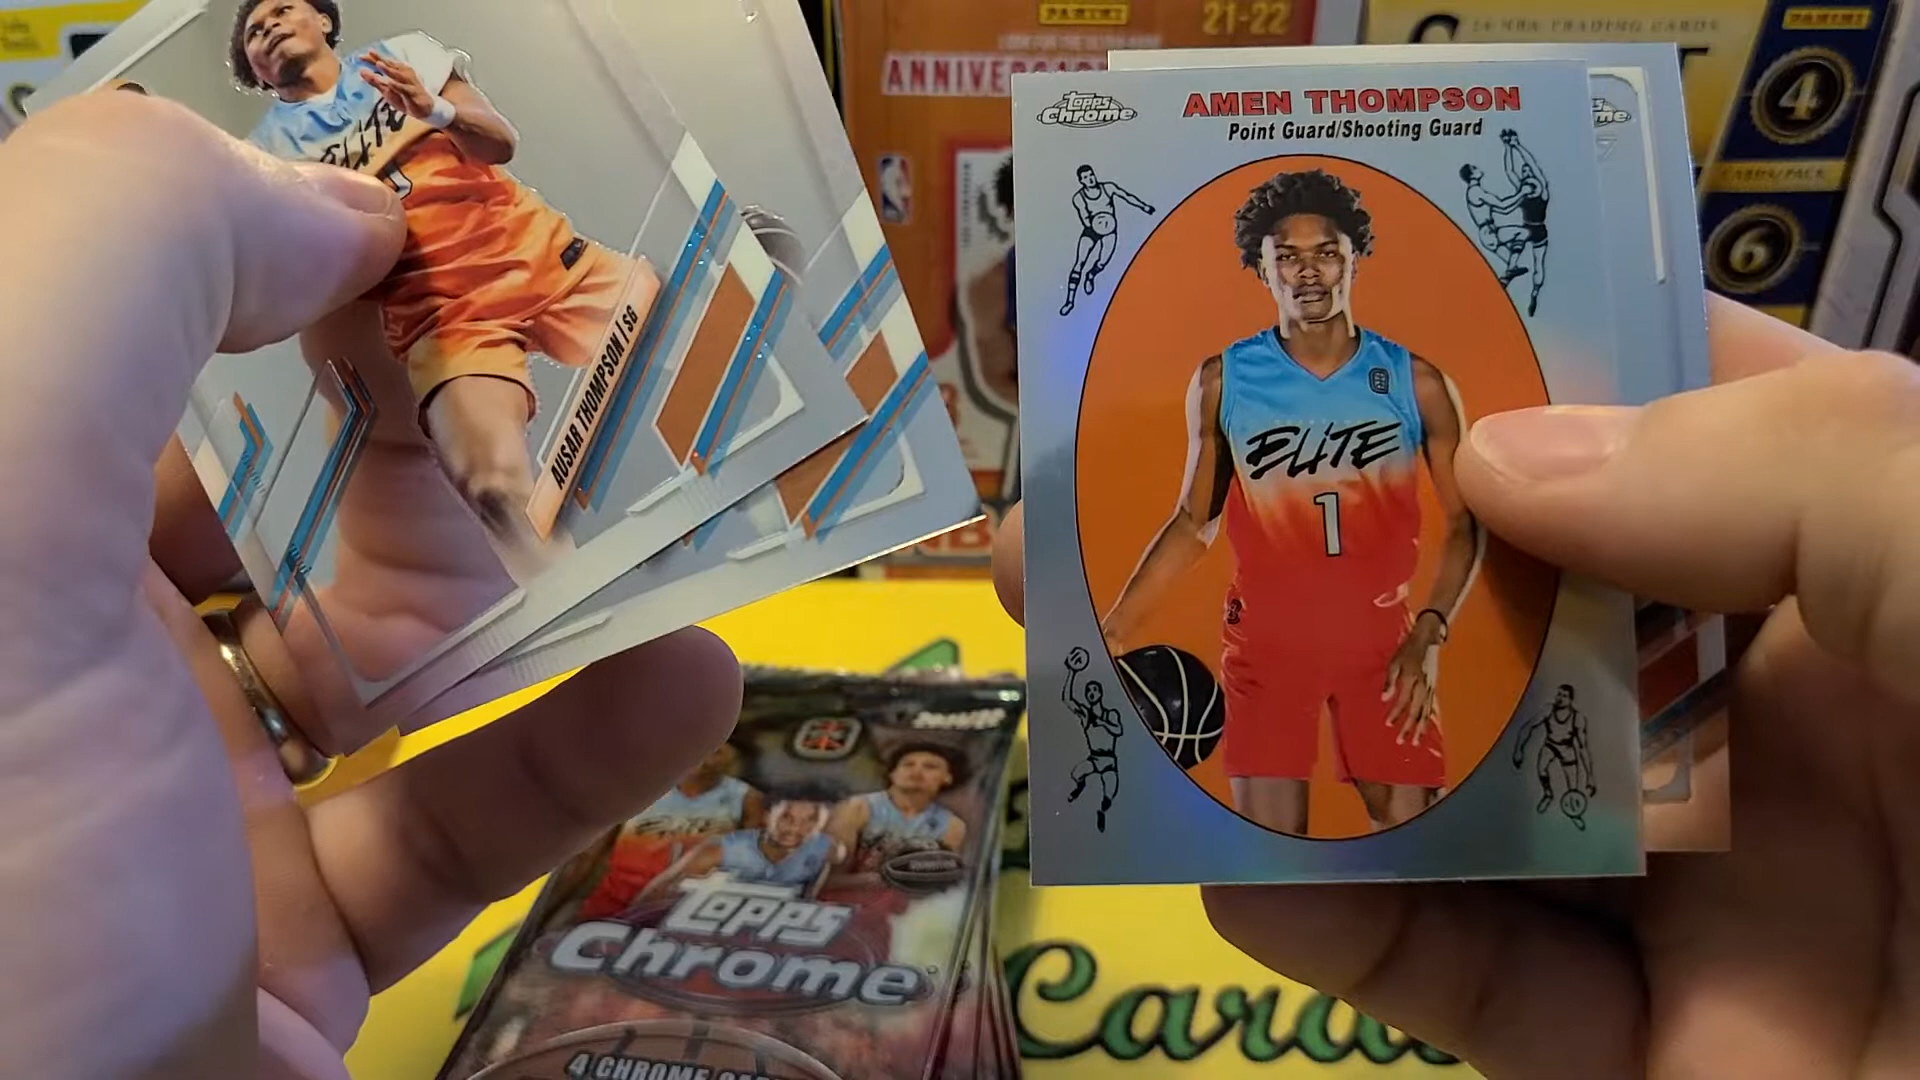 PANINI
21-22
ANNIVERSARY
24 NBA TRADING CARDS
PANINI
4
CARDS/PACK
6
Topps
Chrome
AMEN THOMPSON
Point Guard/Shooting Guard
ELITE
1
ELITE
AUSAR THOMPSON | SG
Topps
Chrome
4 CHROME
Cards